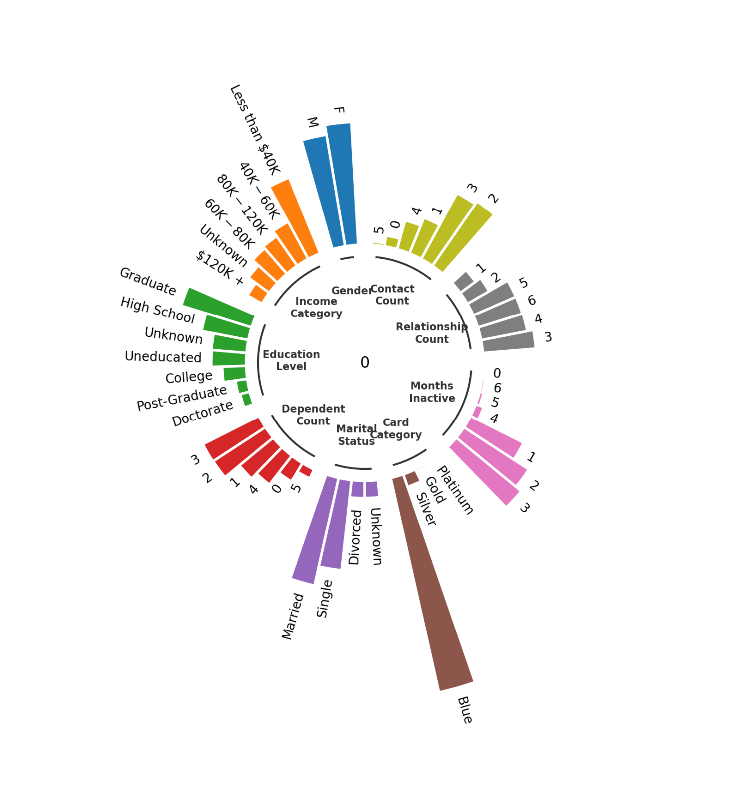 F
M
Less than $40K
40K − 60K
80K − 120K
60K − 80K
Unknown
$120K +
Graduate
High School
Unknown
Uneducated
College
Post-Graduate
Doctorate
3
2
1
4
0
5
Married
Single
Divorced
Unknown
Blue
Silver
Gold
Platinum
3
2
1
4
5
6
0
3
4
6
5
2
1
2
3
1
4
0
5
Gender
Contact
Count
Income
Category
Relationship
Count
Education
Level
0
Months
Inactive
Dependent
Count
Marital
Status
Card
Category